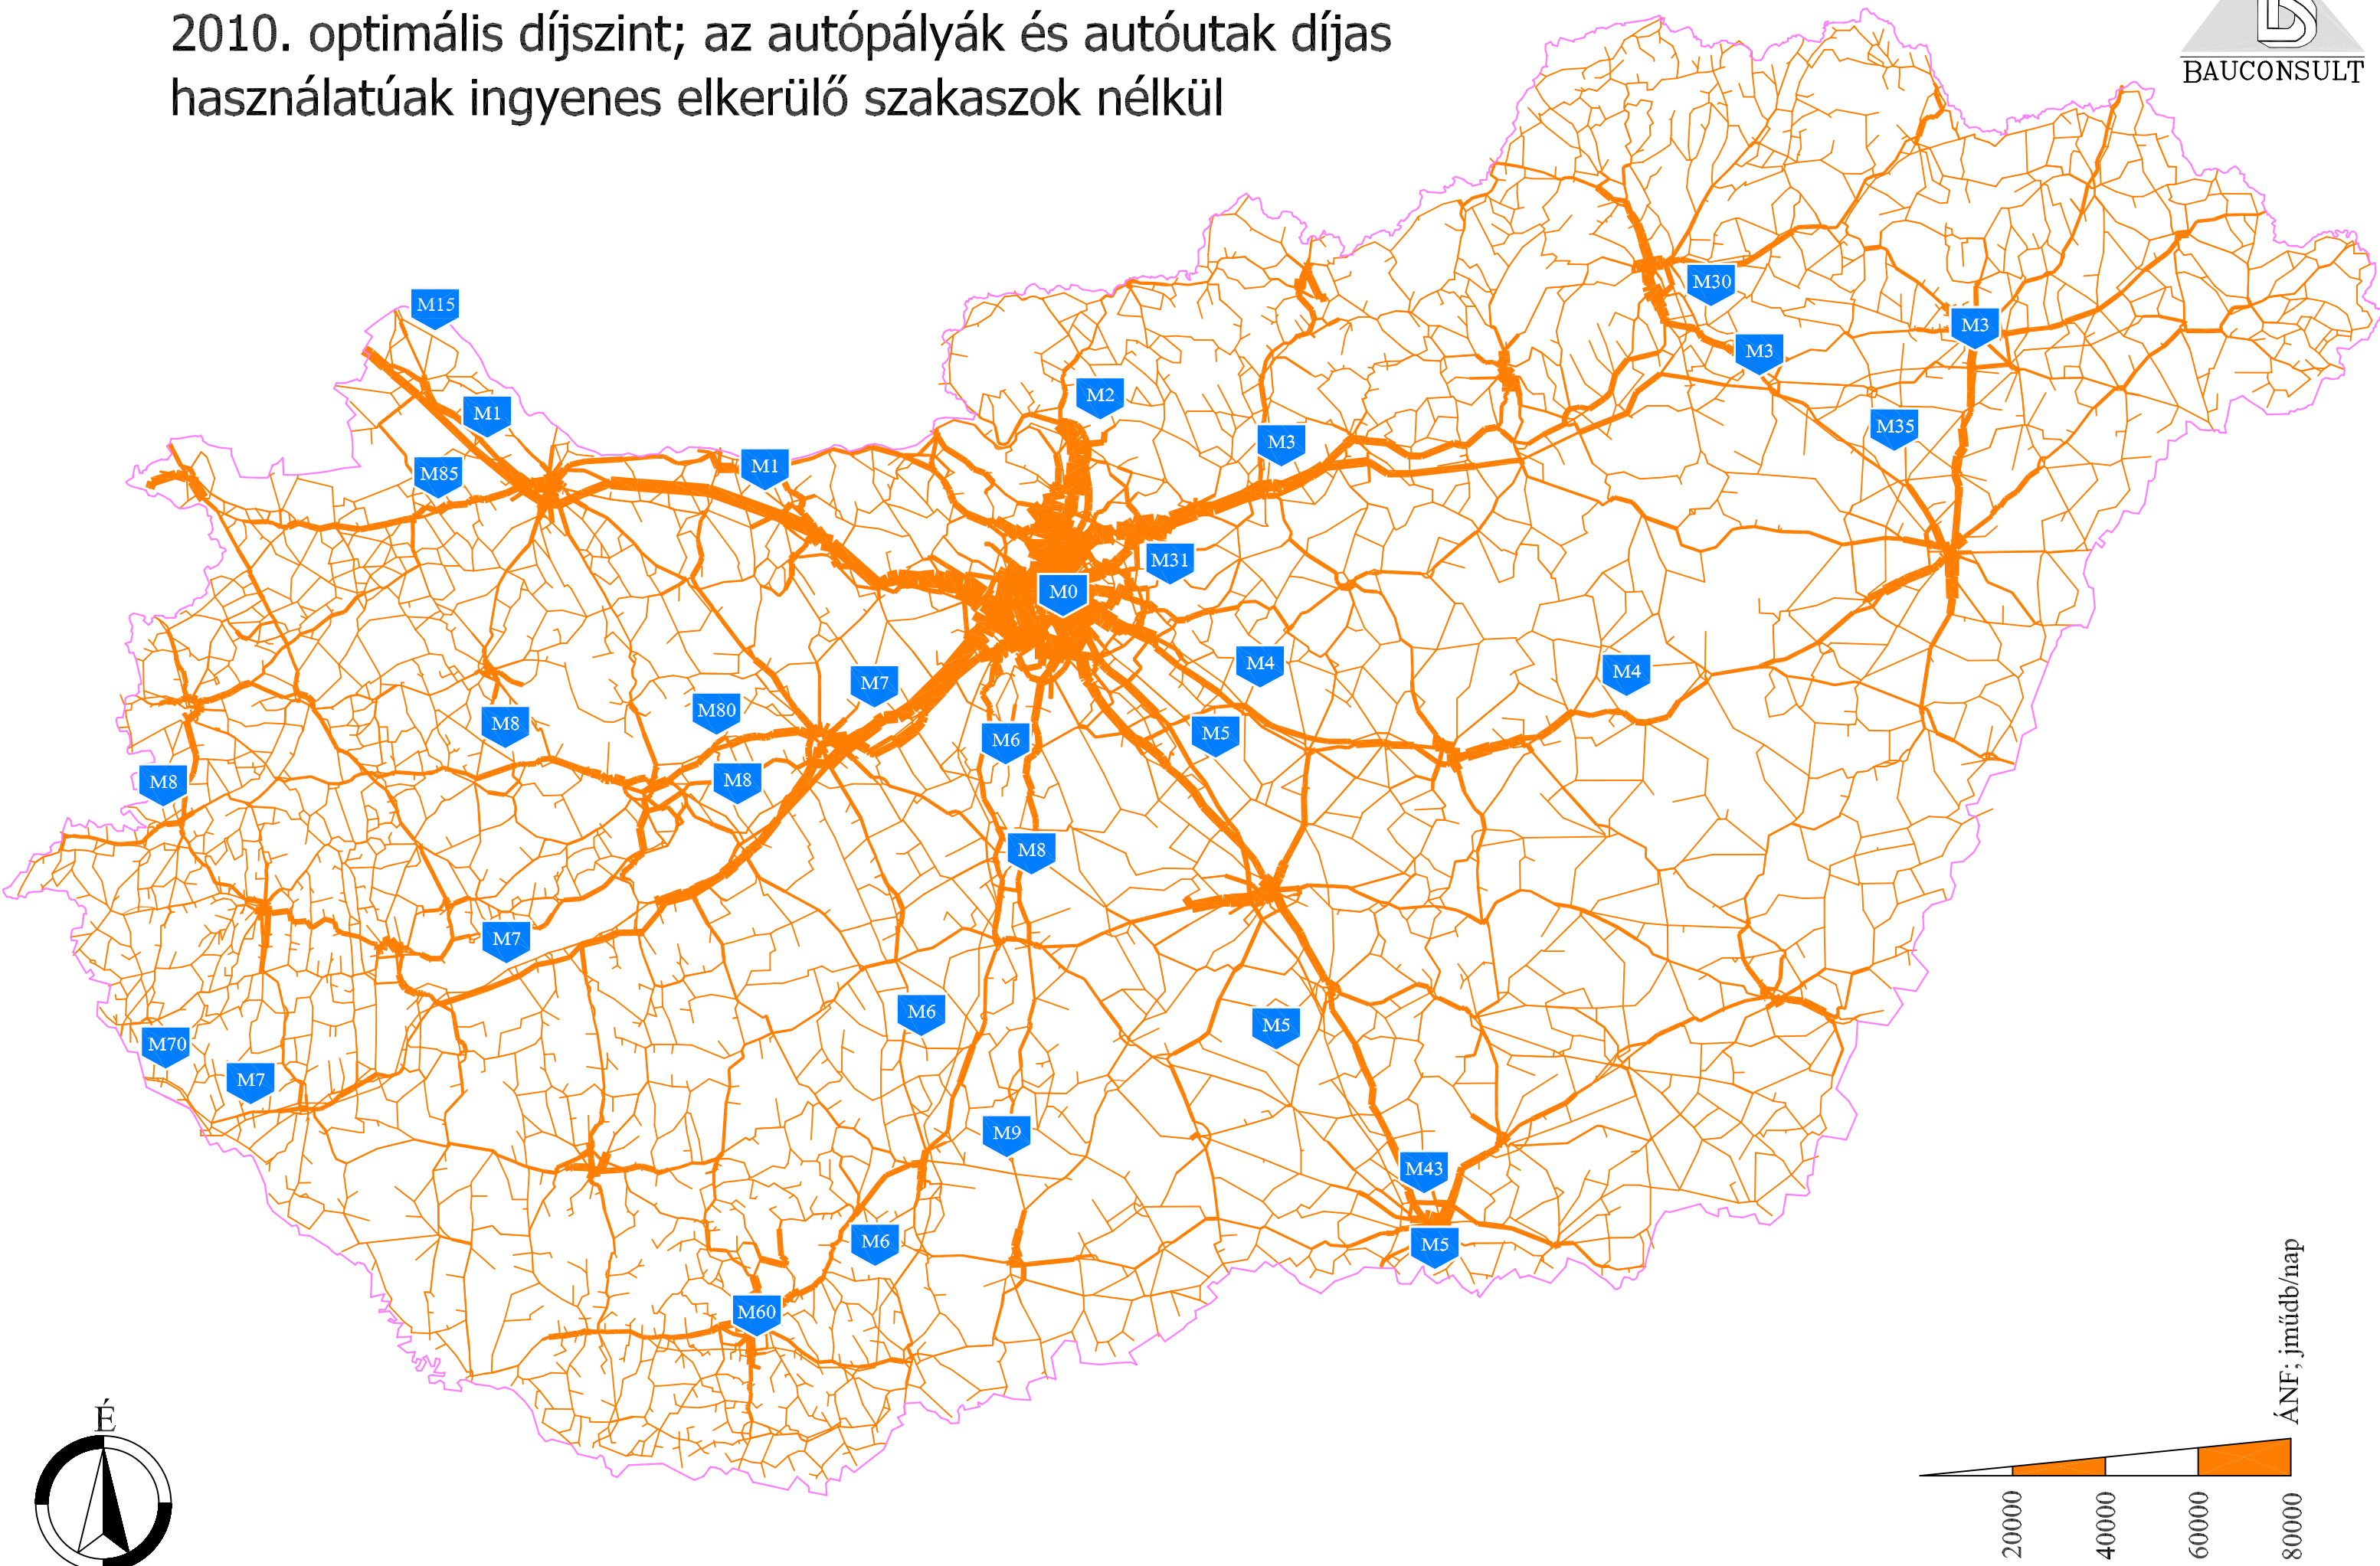 2010. optimális díjszint; az autópályák és autóutak díjas
használatúak ingyenes elkerülő szakaszok nélkül
BAUCONSULT
M15
M30
M3
M3
M2
M1
M35
M3
M1
M85
M31
M0
M4
M4
M7
M80
M8
M5
M6
M8
M8
M8
M7
M6
M5
M70
M7
M9
M43
M6
M5
M60
É
ÁNF; jműdb/nap
20000
40000
60000
80000